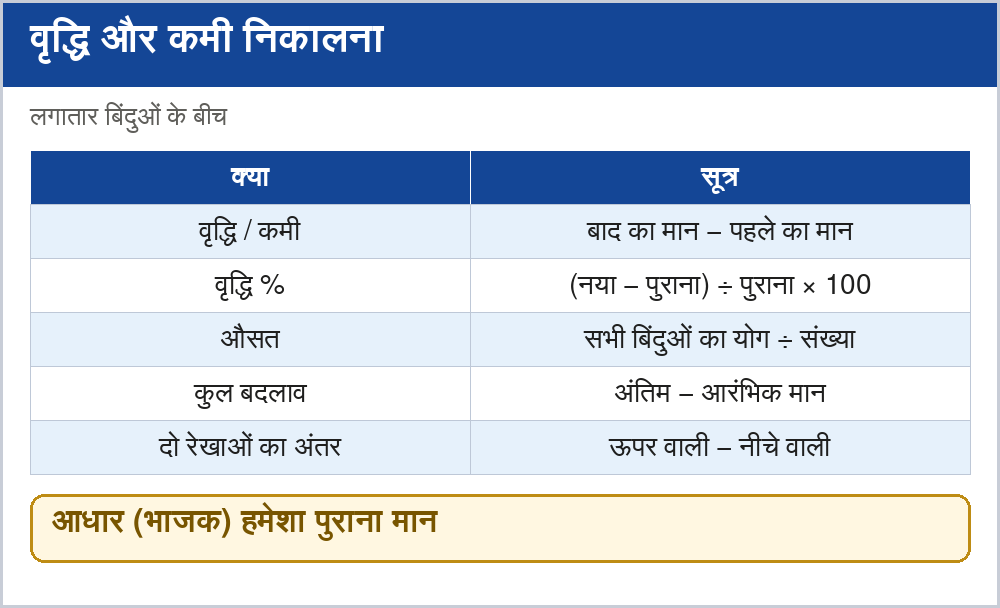 वृद्धि और कमी निकालना
लगातार बिंदुओं के बीच
क्या सूत्र
वृद्धि / कमी बाद का मान − पहले का मान
वृद्धि % (नया − पुराना) ÷ पुराना × 100
औसत सभी बिंदुओं का योग ÷ संख्या
कुल बदलाव अंतिम − आरंभिक मान
दो रेखाओं का अंतर ऊपर वाली − नीचे वाली
आधार (भाजक) हमेशा पुराना मान